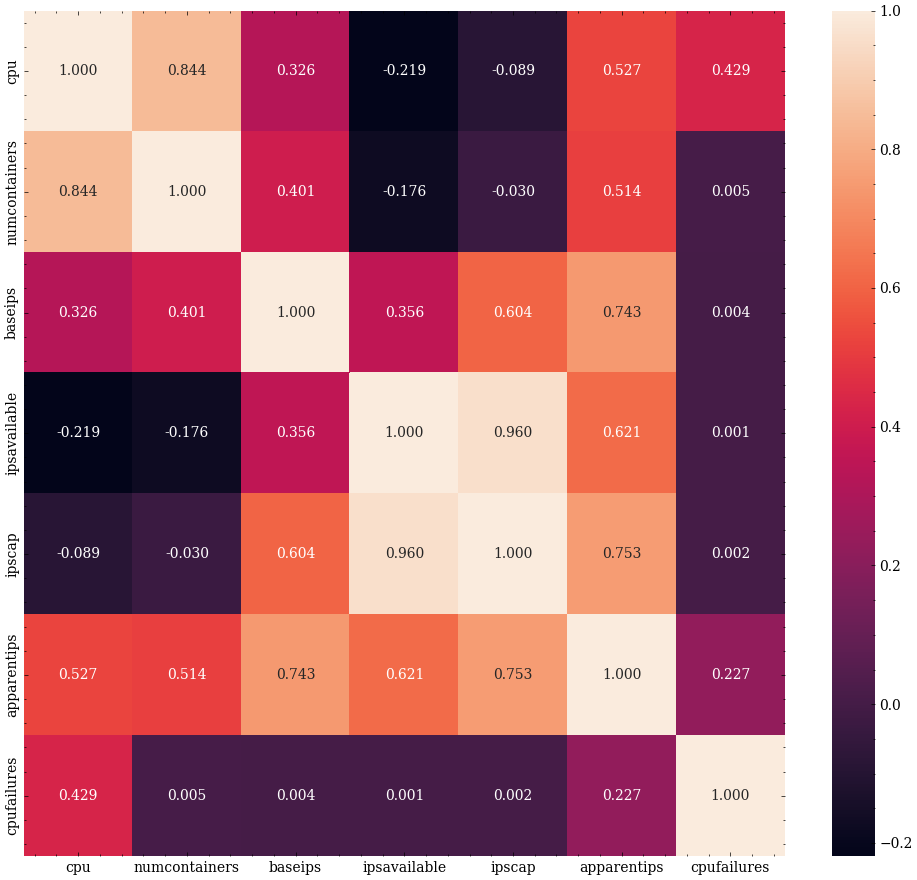 cpu 1.000 0.844 0.326 -0.219 -0.089 0.527 0.429
numcontainers 0.844 1.000 0.401 -0.176 -0.030 0.514 0.005
baseips 0.326 0.401 1.000 0.356 0.604 0.743 0.004
ipsavailable -0.219 -0.176 0.356 1.000 0.960 0.621 0.001
ipscap -0.089 -0.030 0.604 0.960 1.000 0.753 0.002
apparentips 0.527 0.514 0.743 0.621 0.753 1.000 0.227
cpufailures 0.429 0.005 0.004 0.001 0.002 0.227 1.000
cpu numcontainers baseips ipsavailable ipscap apparentips cpufailures
1.0
0.8
0.6
0.4
0.2
0.0
−0.2